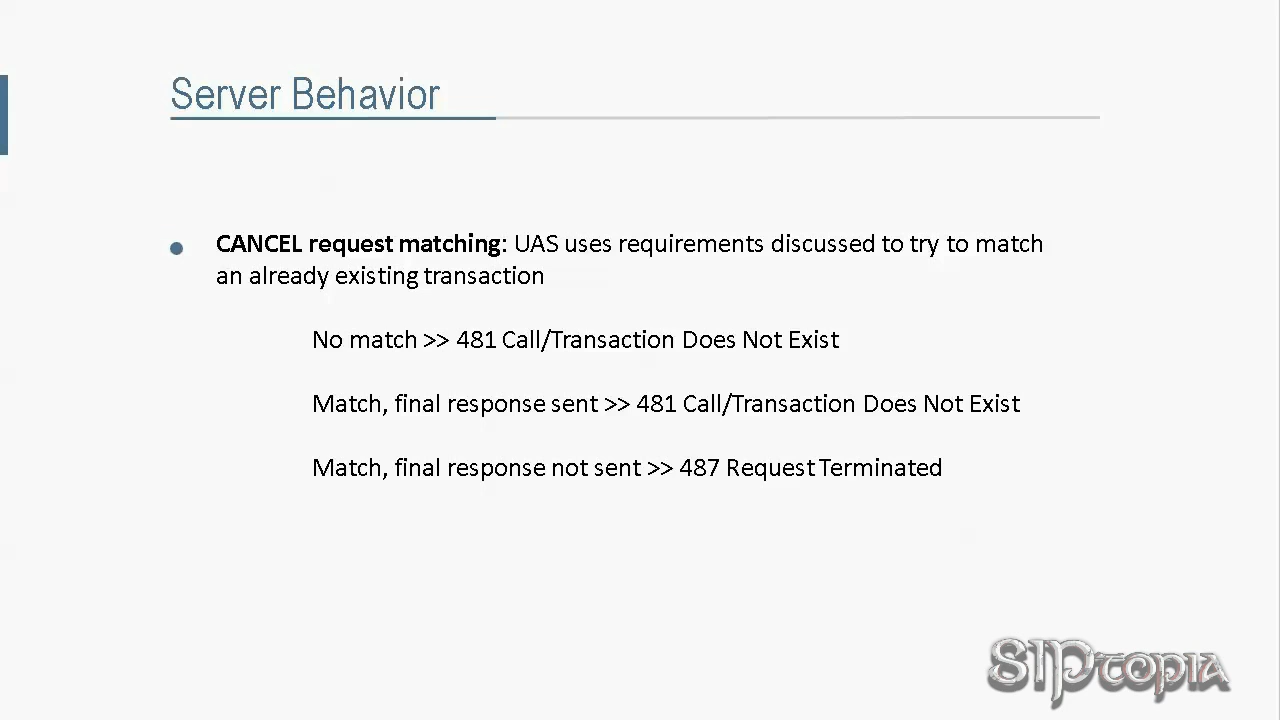 Server Behavior
CANCEL request matching: UAS uses requirements discussed to try to match
an already existing transaction
No match >> 481 Call/Transaction Does Not Exist
Match, final response sent >> 481 Call/Transaction Does Not Exist
Match, final response not sent >> 487 Request Terminated
SIPtopia